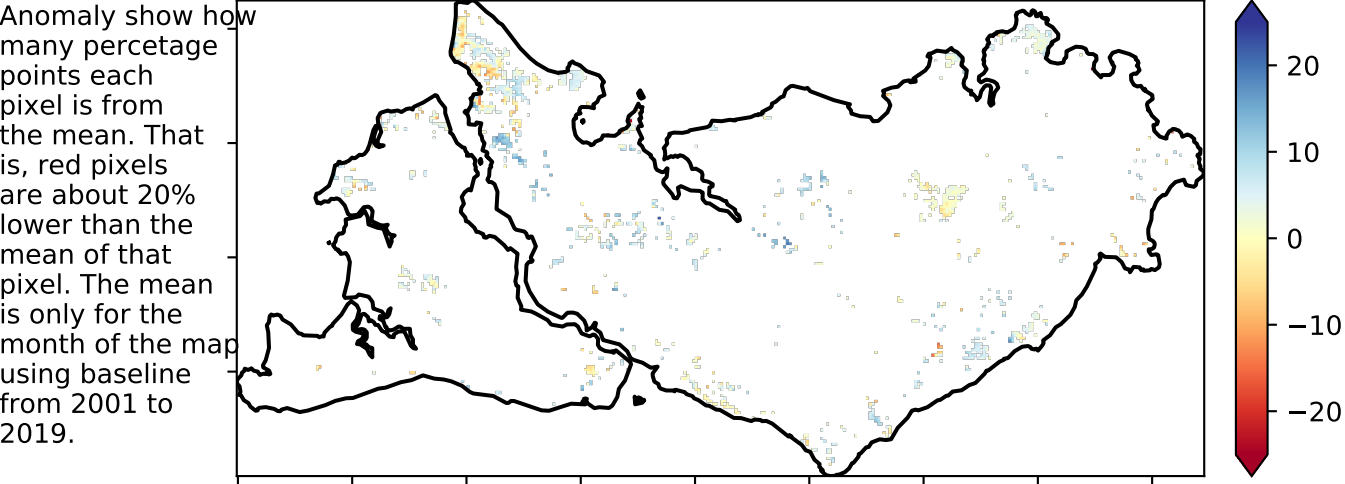 Anomaly show how
many percetage
points each
pixel is from
the mean. That
is, red pixels
are about 20%
lower than the
mean of that
pixel. The mean
is only for the
month of the map
using baseline
from 2001 to
2019.
20
10
0
−10
−20